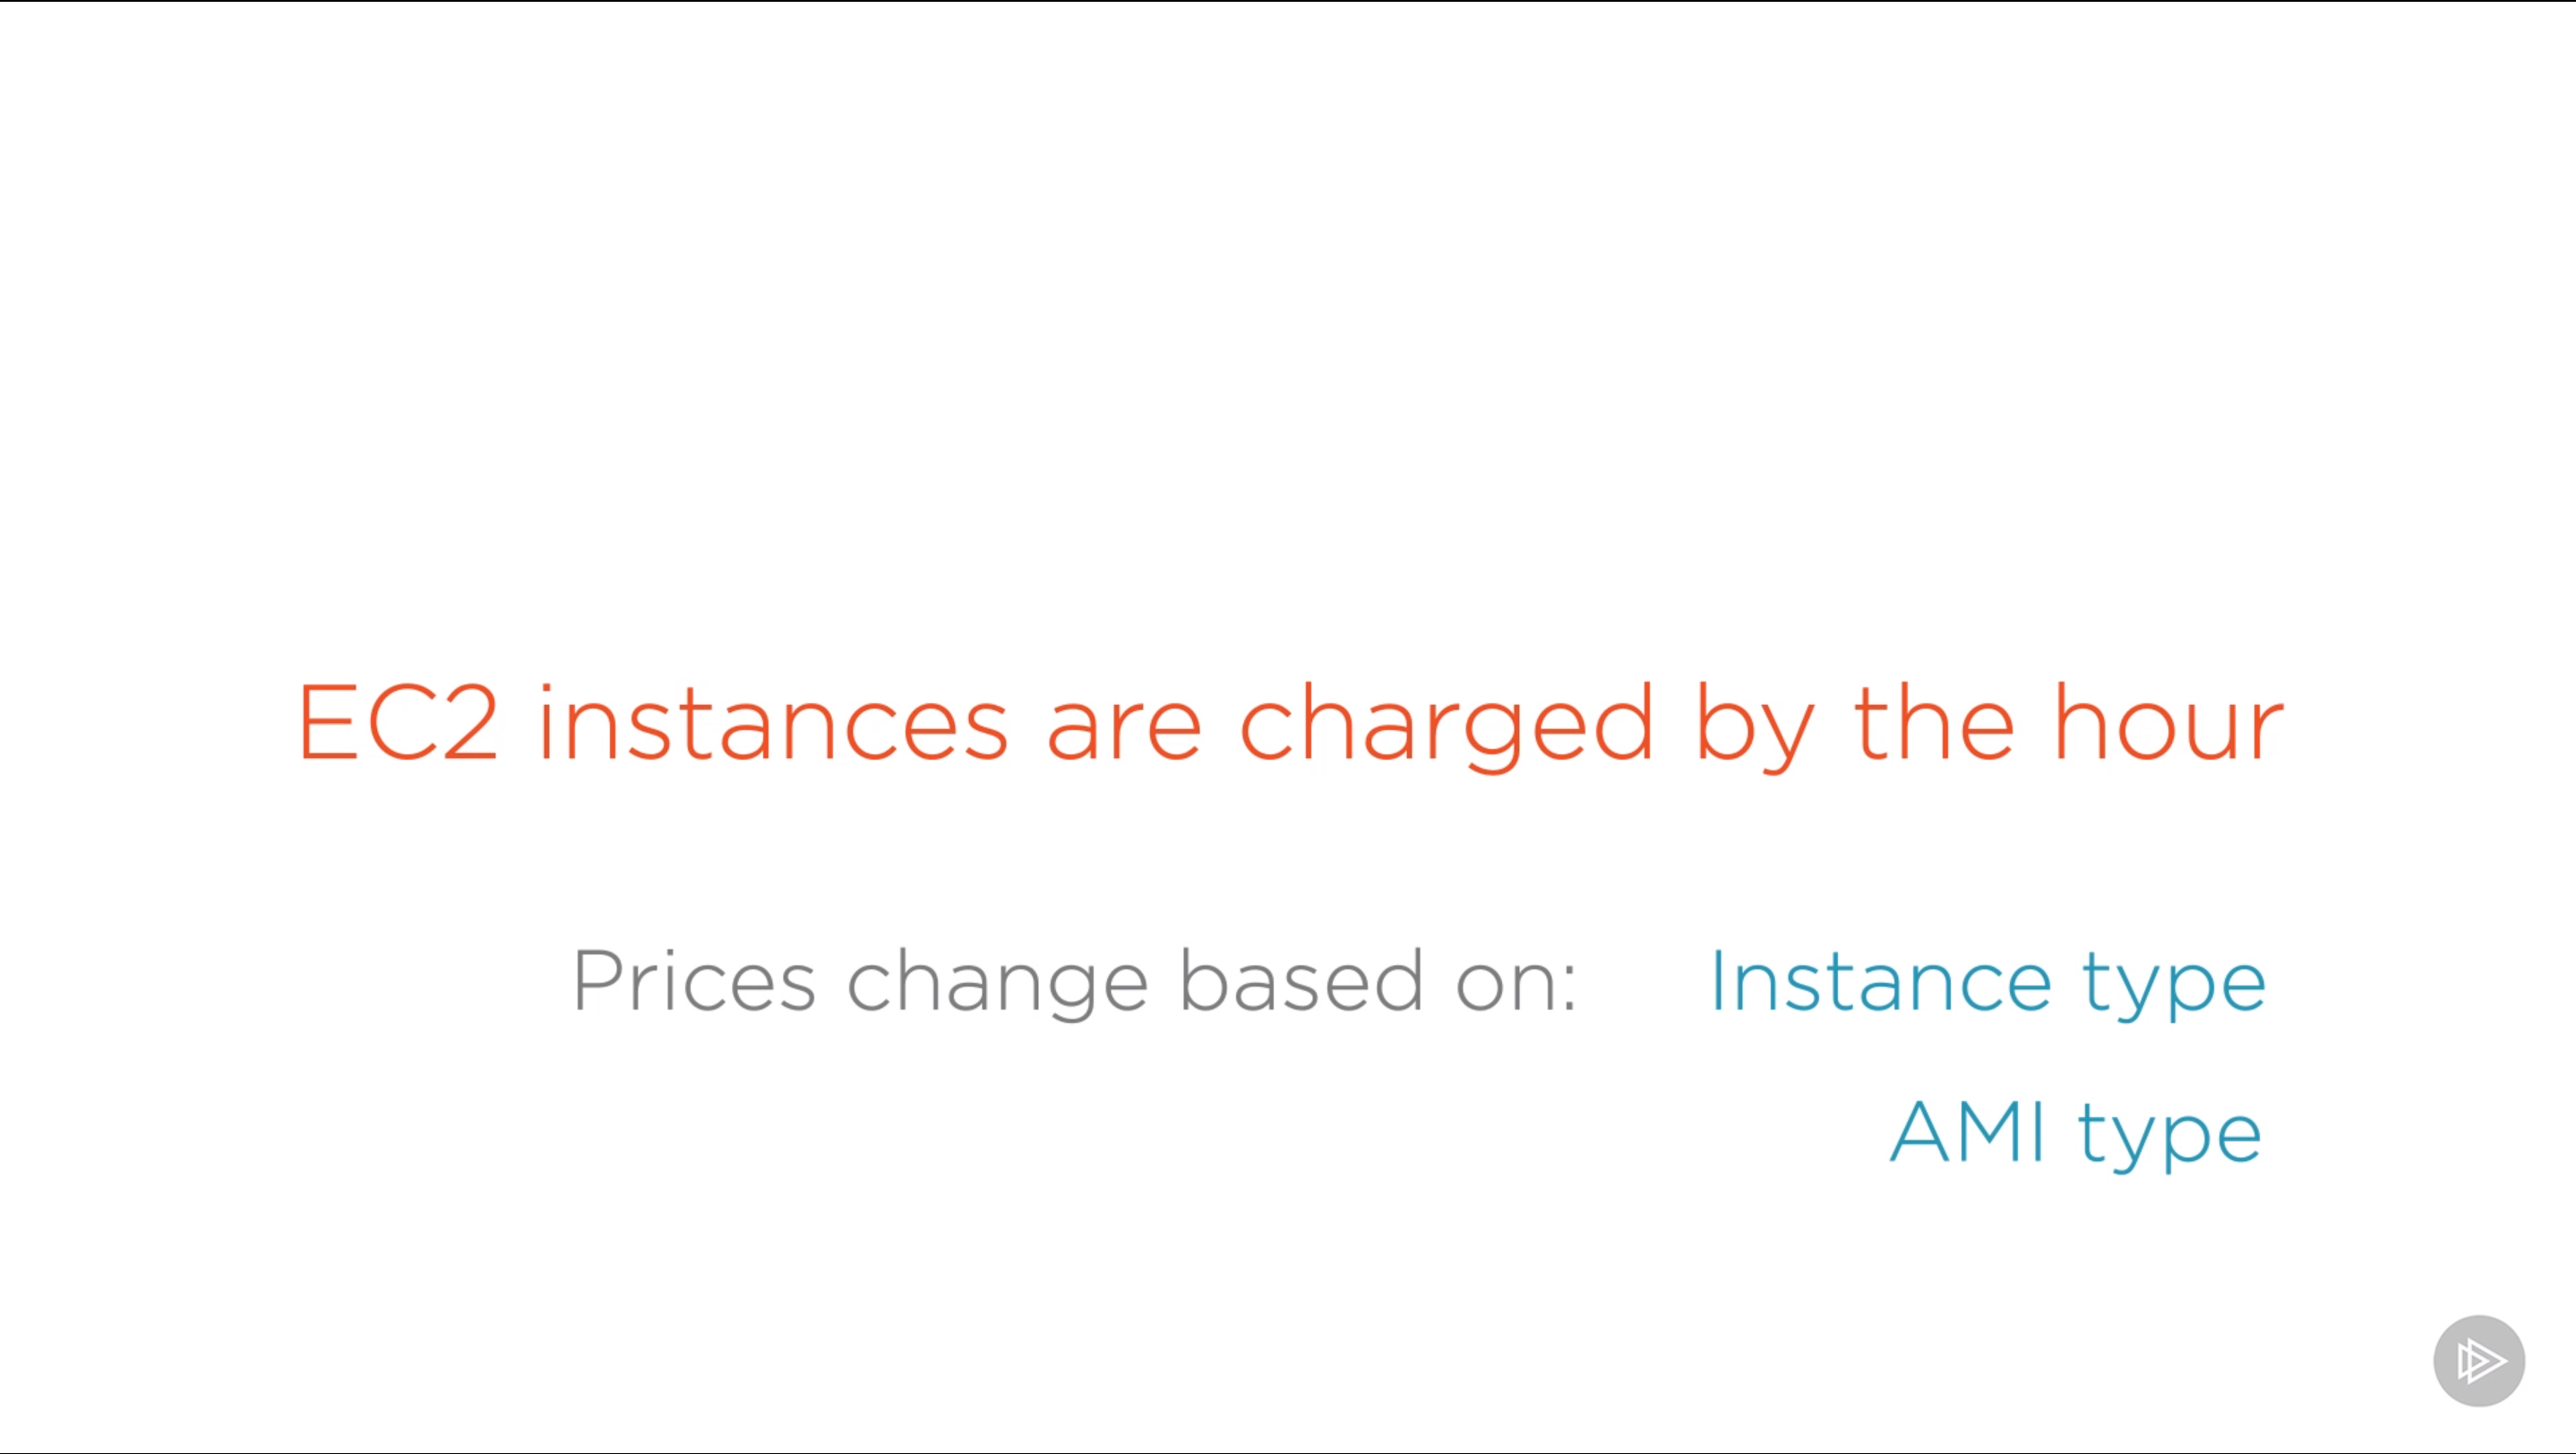 EC2 instances are charged by the hour
Prices change based on: Instance type
AMI type